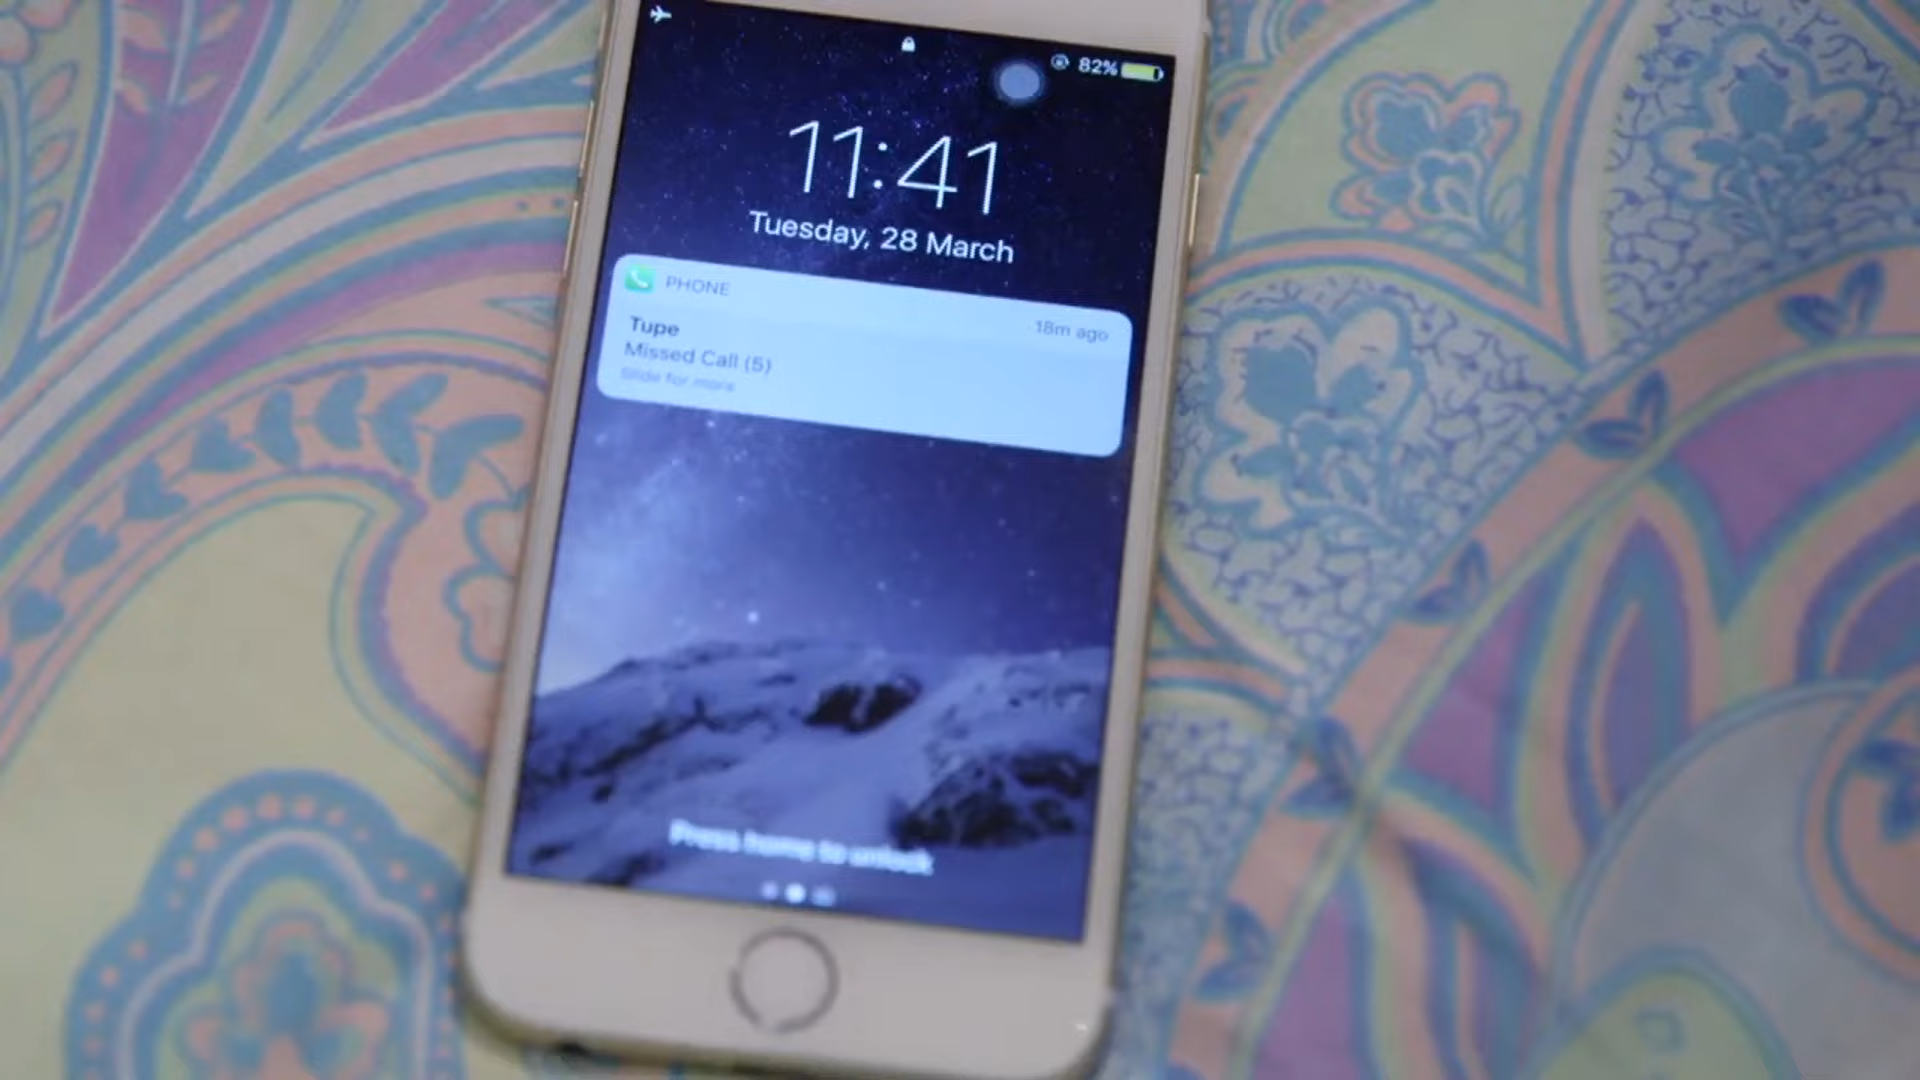 82%
11:41
Tuesday, 28 March
PHONE
18m ago
Tupe
Missed Call (5)
Slide for more
Press home to unlock